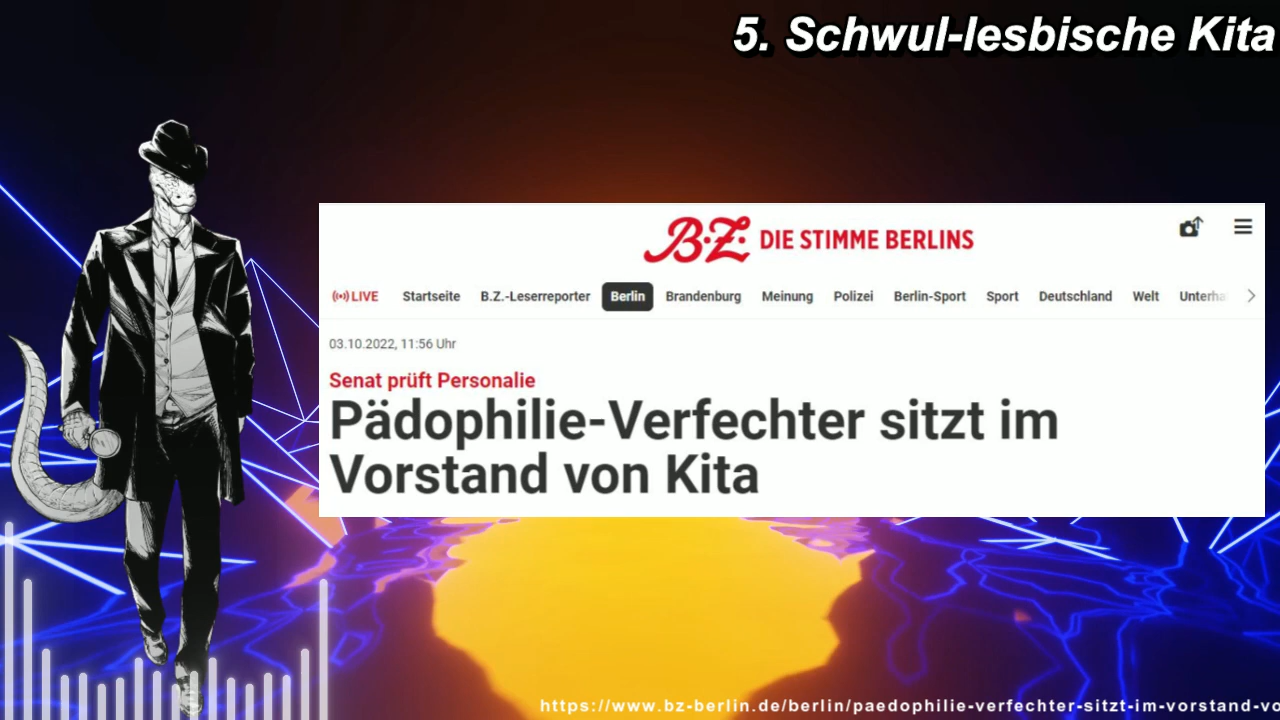 5. Schwul-lesbische Kita
B.Z. DIE STIMME BERLINS
LIVE Startseite B.Z.-Leserreporter Berlin Brandenburg Meinung Polizei Berlin-Sport Sport Deutschland Welt Unterha
03.10.2022, 11:56 Uhr
Senat prüft Personalie
Pädophilie-Verfechter sitzt im
Vorstand von Kita
https://www.bz-berlin.de/berlin/paedophilie-verfechter-sitzt-im-vorstand-vo